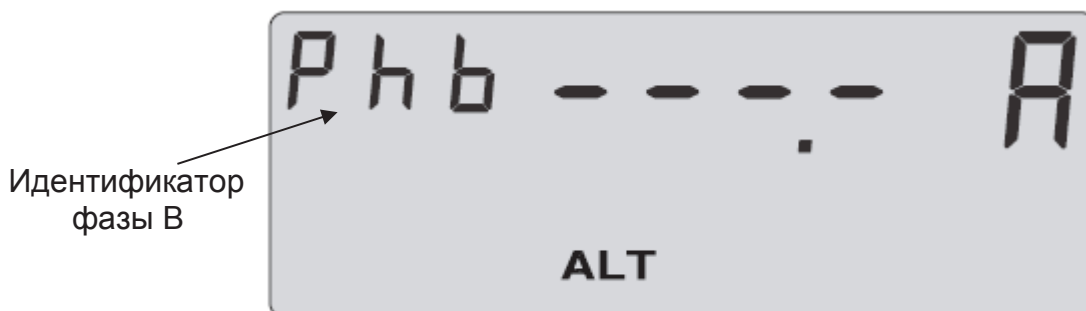 Phb ---.- A
Идентификатор
фазы В
ALT